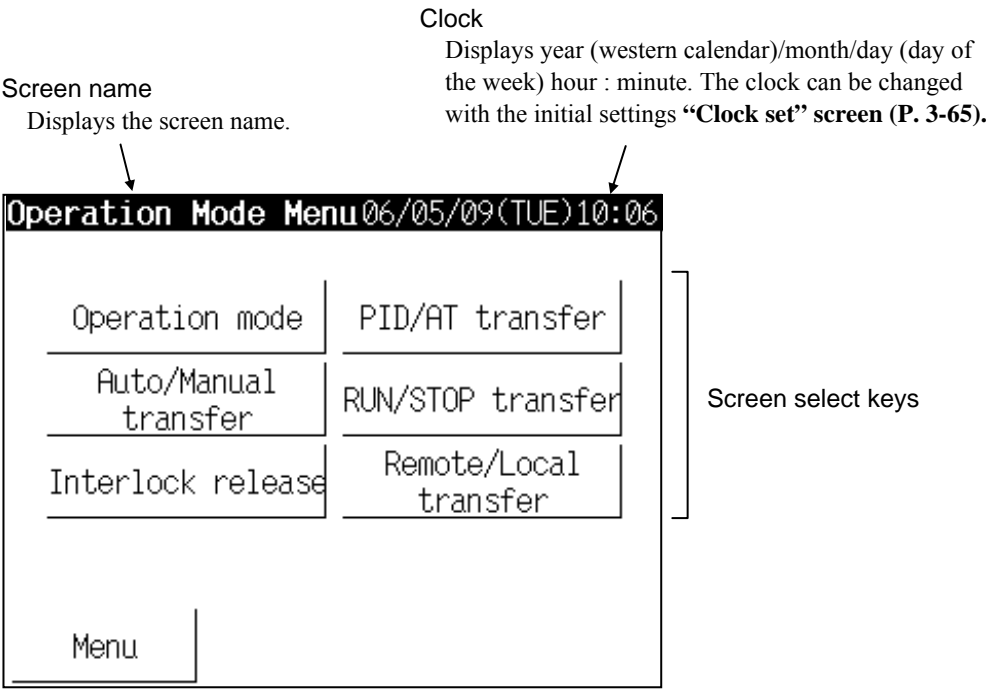 Clock
Displays year (western calendar)/month/day (day of
the week) hour : minute. The clock can be changed
with the initial settings “Clock set” screen (P. 3-65).
Screen name
Displays the screen name.
Operation Mode Menu 06/05/09(TUE)10:06
Operation mode
PID/AT transfer
Auto/Manual
transfer
RUN/STOP transfer
Interlock release
Remote/Local
transfer
Screen select keys
Menu